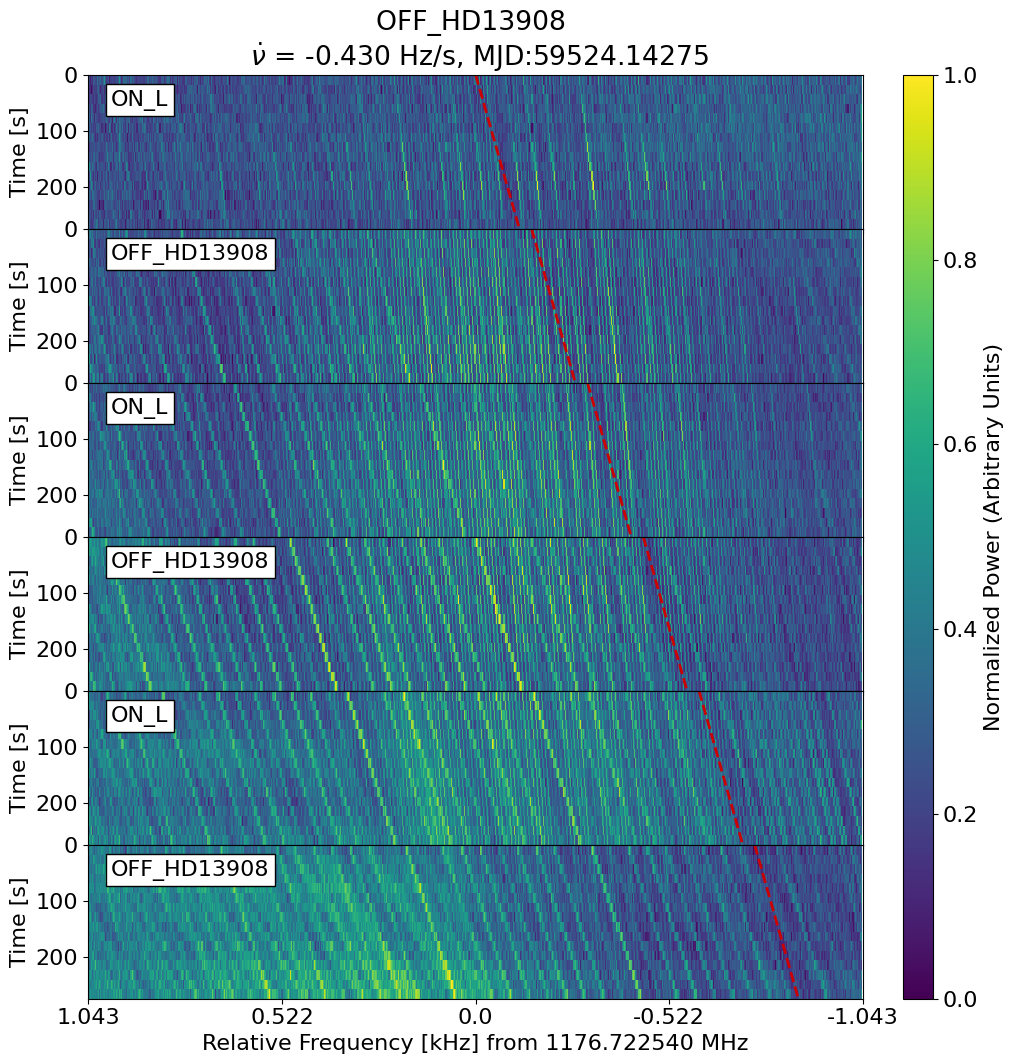 OFF_HD13908
ν̇ = -0.430 Hz/s, MJD:59524.14275
ON_L
OFF_HD13908
ON_L
OFF_HD13908
ON_L
OFF_HD13908
Time [s]
0
100
200
Time [s]
0
100
200
Time [s]
0
100
200
Time [s]
0
100
200
Time [s]
0
100
200
Time [s]
0
100
200
1.043 0.522 0.0 -0.522 -1.043
Relative Frequency [kHz] from 1176.722540 MHz
1.0
0.8
0.6
0.4
0.2
0.0
Normalized Power (Arbitrary Units)